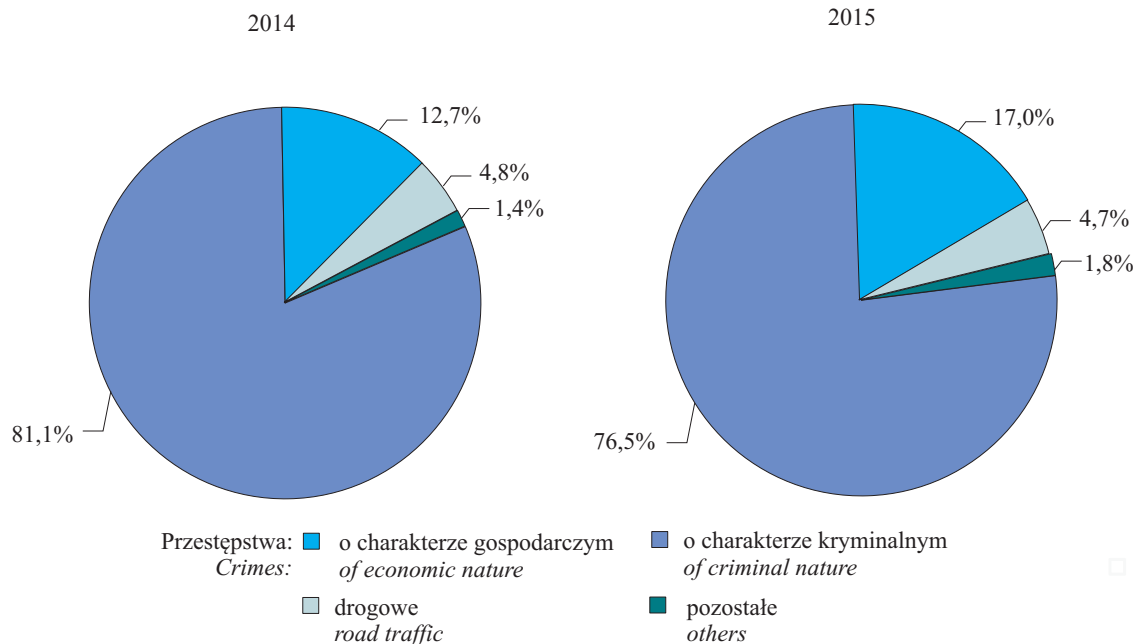 2014
2015
12,7%
4,8%
1,4%
81,1%
17,0%
4,7%
1,8%
76,5%
Przestępstwa:
Crimes:
o charakterze gospodarczym
of economic nature
o charakterze kryminalnym
of criminal nature
drogowe
road traffic
pozostałe
others